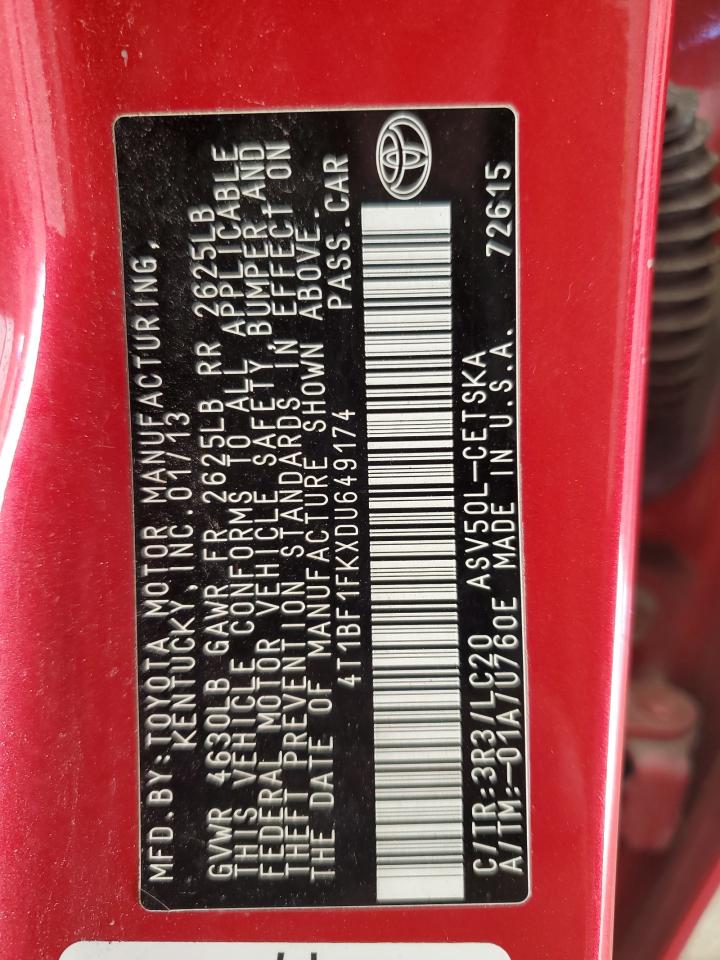 MFD.BY:TOYOTA MOTOR MANUFACTURING,
KENTUCKY, INC.01/13
GVWR 4630LB GAWR FR 2625LB RR 2625LB
THIS VEHICLE CONFORMS TO ALL APPLICABLE
FEDERAL MOTOR VEHICLE SAFETY,BUMPER AND
THEFT PREVENTION STANDARDS IN EFFECT ON
THE DATE OF MANUFACTURE SHOWN ABOVE.
4T1BF1FKXDU649174 PASS.CAR
C/TR:3R3/LC20 ASV50L-CETSKA
A/TM:-01A/U760E MADE IN U.S.A. 72615